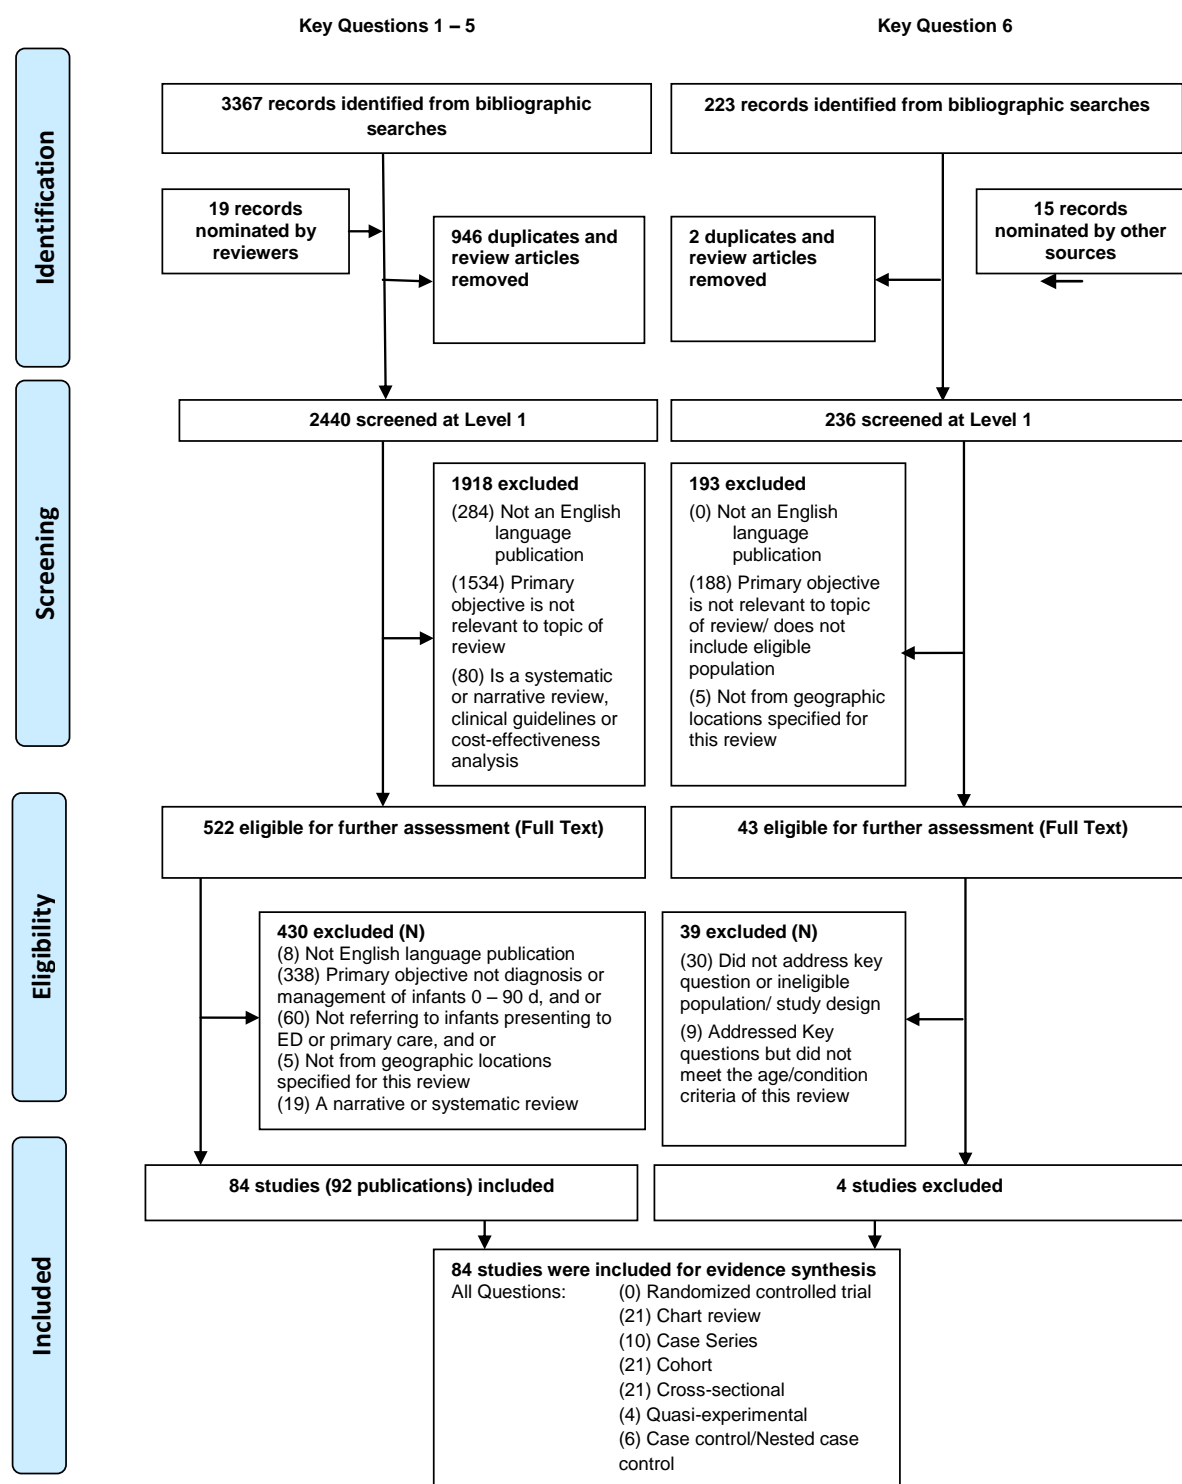 Key Questions 1 – 5
Key Question 6
Identification
3367 records identified from bibliographic
searches
223 records identified from bibliographic searches
19 records
nominated by
reviewers
946 duplicates and
review articles
removed
2 duplicates and
review articles
removed
15 records
nominated by other
sources
Screening
2440 screened at Level 1
236 screened at Level 1
1918 excluded
(284) Not an English
language
publication
(1534) Primary
objective is not
relevant to topic of
review
(80) Is a systematic
or narrative review,
clinical guidelines or
cost-effectiveness
analysis
193 excluded
(0) Not an English
language
publication
(188) Primary objective
is not relevant to topic
of review/ does not
include eligible
population
(5) Not from geographic
locations specified for
this review
Eligibility
522 eligible for further assessment (Full Text)
43 eligible for further assessment (Full Text)
430 excluded (N)
(8) Not English language publication
(338) Primary objective not diagnosis or
management of infants 0 – 90 d, and or
(60) Not referring to infants presenting to
ED or primary care, and or
(5) Not from geographic locations
specified for this review
(19) A narrative or systematic review
39 excluded (N)
(30) Did not address key
question or ineligible
population/ study design
(9) Addressed Key
questions but did not
meet the age/condition
criteria of this review
Included
84 studies (92 publications) included
4 studies excluded
84 studies were included for evidence synthesis
All Questions: (0) Randomized controlled trial
(21) Chart review
(10) Case Series
(21) Cohort
(21) Cross-sectional
(4) Quasi-experimental
(6) Case control/Nested case
control